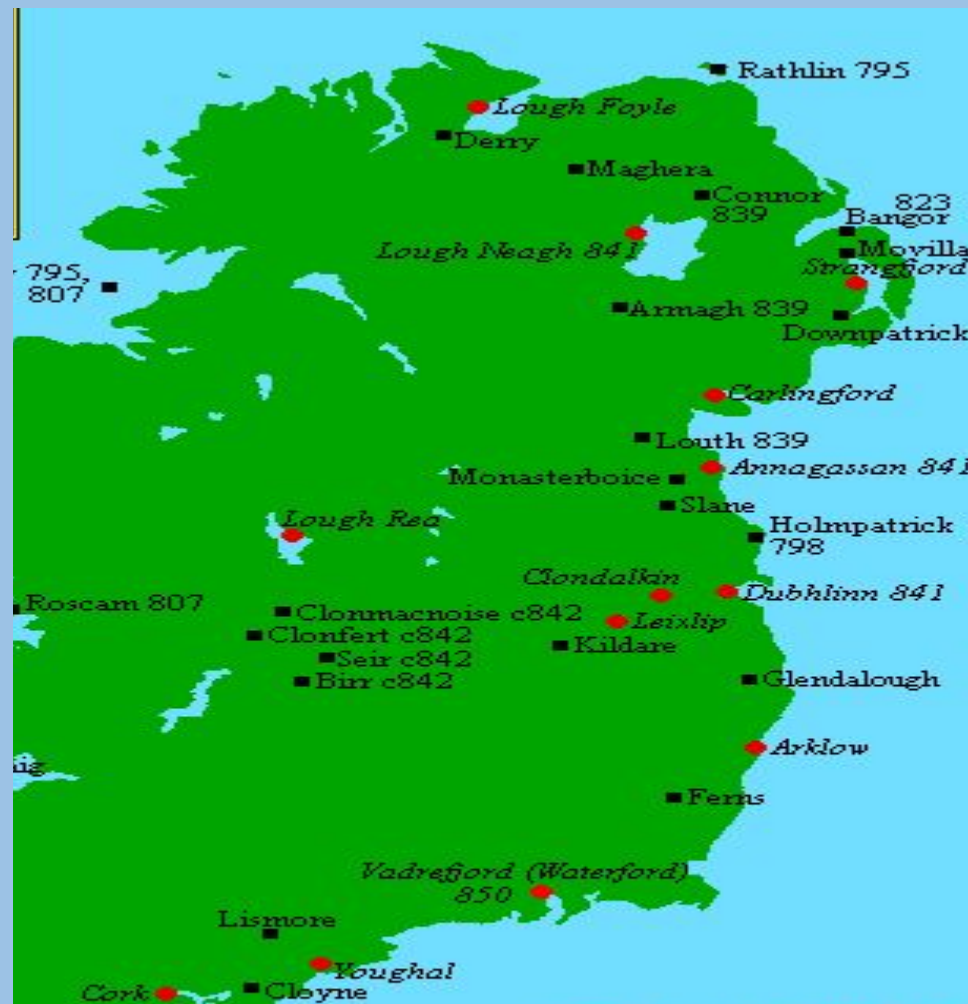 Rathlin 795
Lough Foyle
Derry
Maghera
Connor
839
823
Bangor
Lough Neagh 841
Movilla
Strangfjord
795,
807
Armagh 839
Downpatrick
Carlingford
Louth 839
Annagassan 841
Monasterboice
Slane
Lough Rea
Holmpatrick
798
Clondalkin
Dubhlinn 841
Roscam 807
Clonmacnoise c842
Leixlip
Clonfert c842
Kildare
Seir c842
Birr c842
Glendalough
Arklow
Ferns
Vadrefjord (Waterford)
850
Lismore
Youghal
Cork
Cloyne